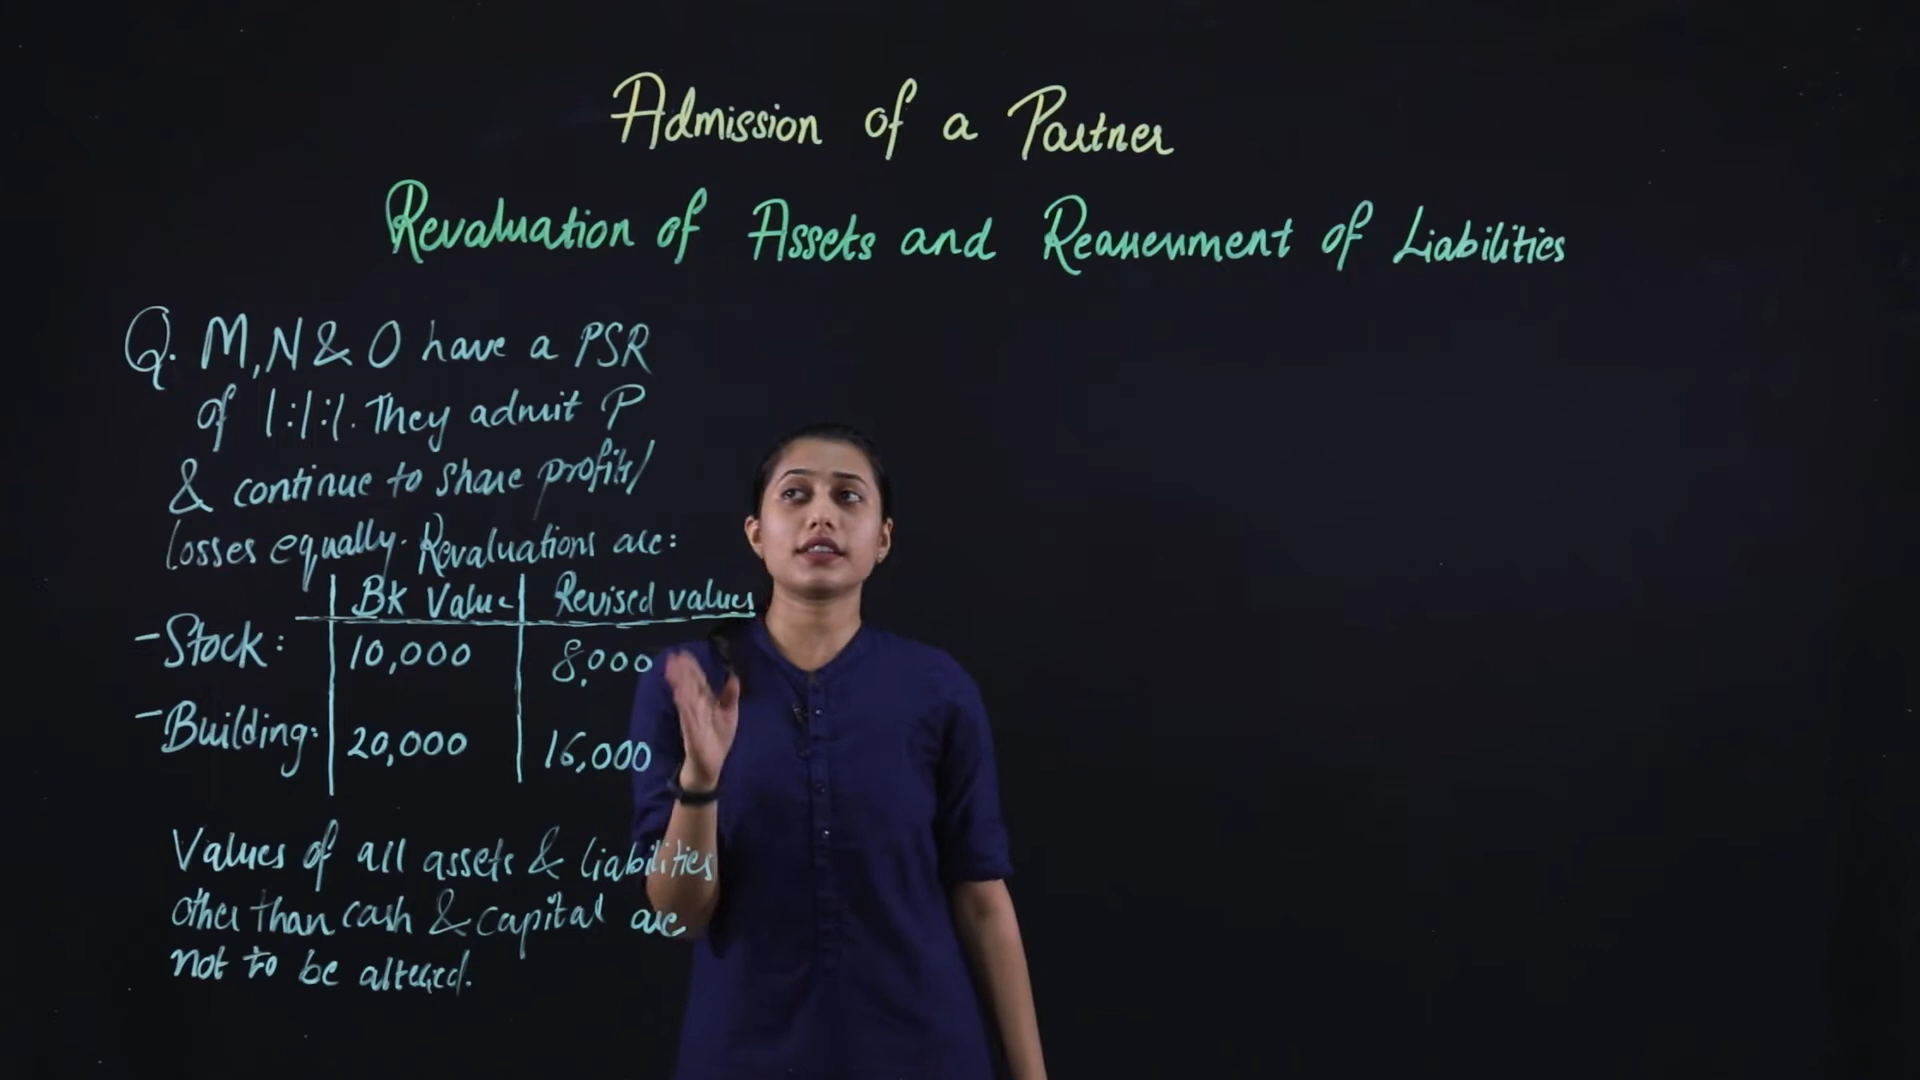 Admission of a Partner
Revaluation of Assets and Reassessment of Liabilities
Q. M, N & O have a PSR
of 1:1:1. They admit P
& continue to share profits/
losses equally. Revaluations are:
Bk Value Revised values
- Stock: 10,000 8,000
- Building: 20,000 16,000
Values of all assets & liabilities
other than cash & capital are
not to be altered.